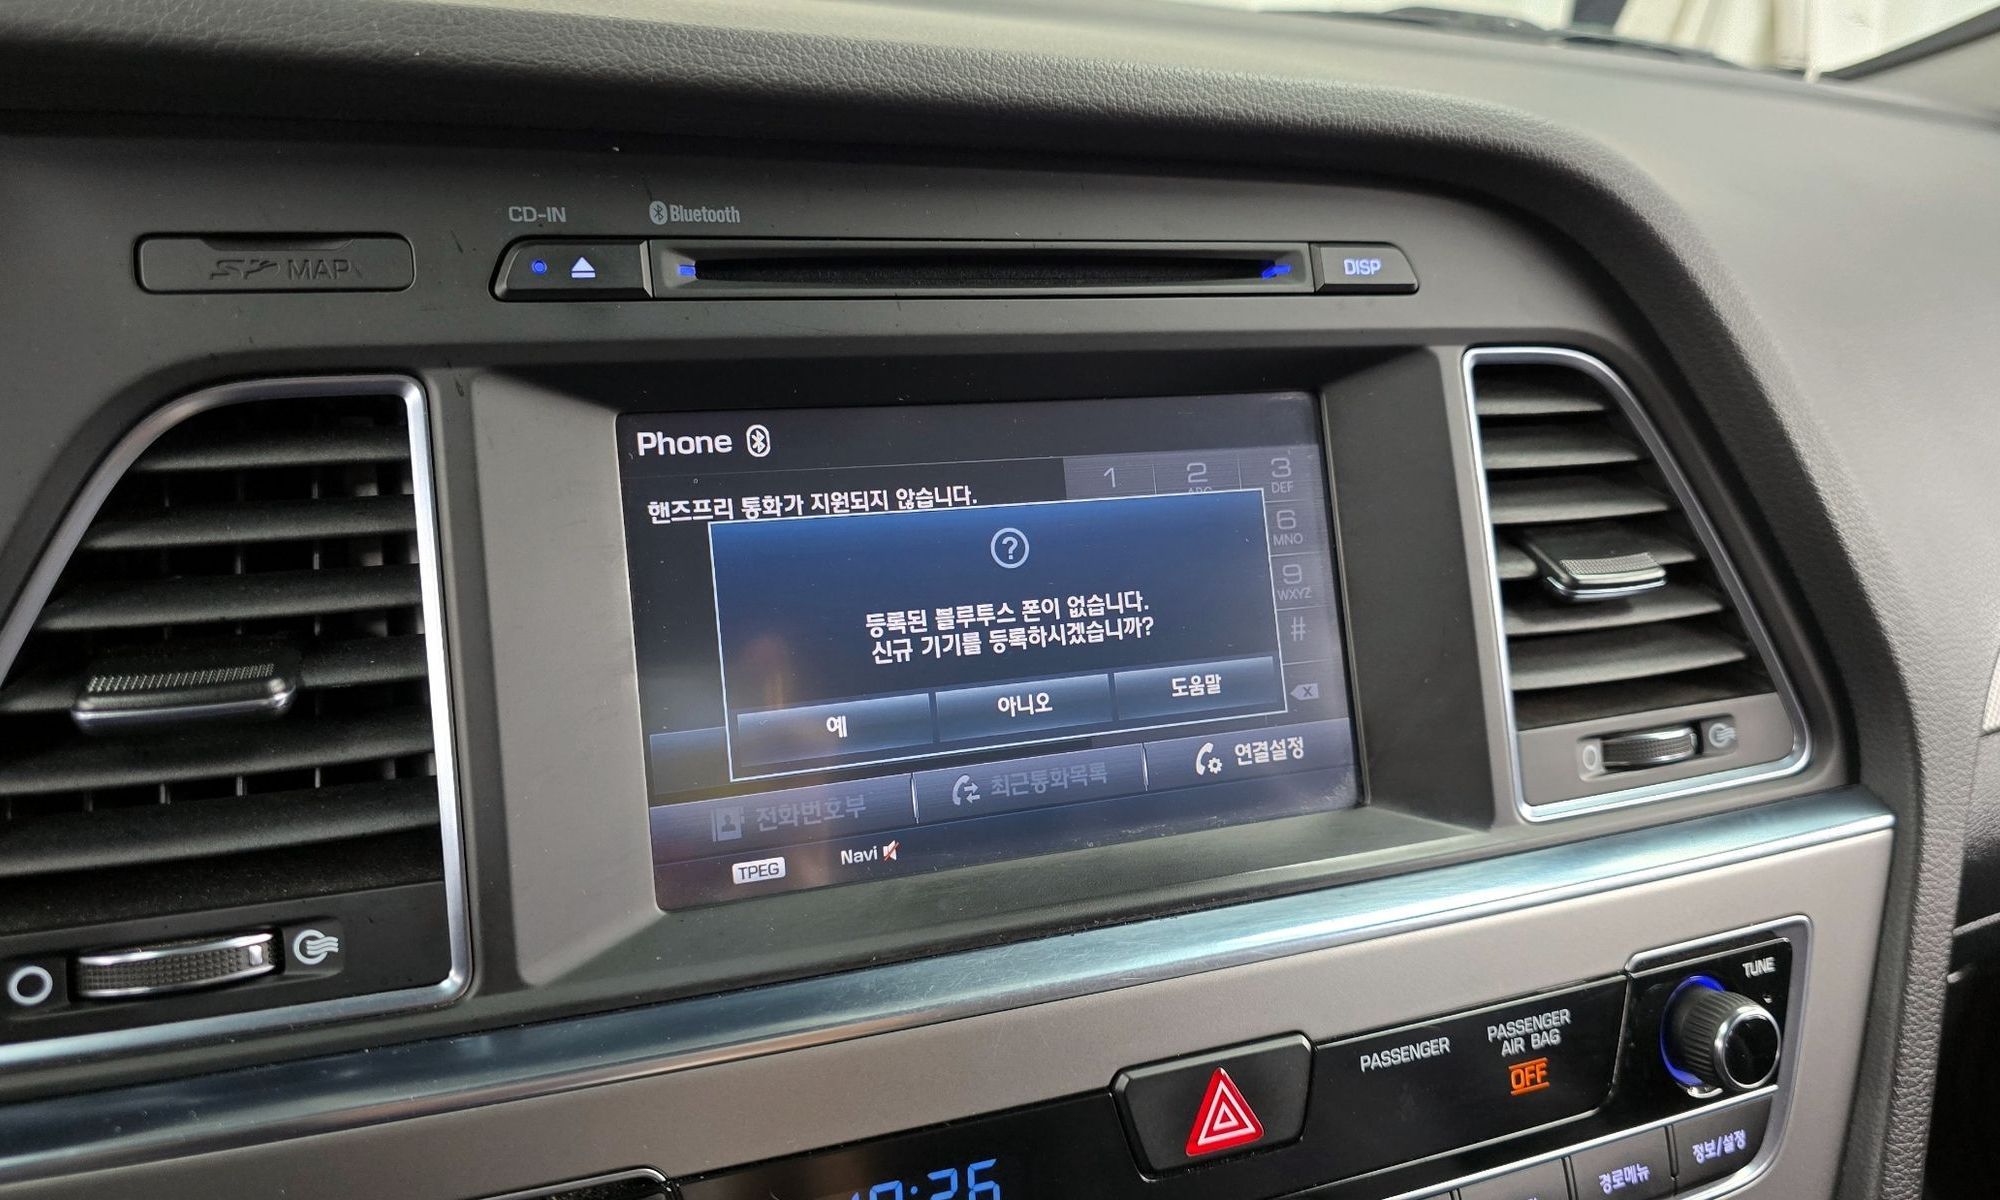 CD-IN
Bluetooth
MAP
DISP
Phone
핸즈프리 통화가 지원되지 않습니다.
1
2
3
DEF
6
MNO
9
WXYZ
#
?
등록된 블루투스 폰이 없습니다.
신규 기기를 등록하시겠습니까?
예
아니오
도움말
전화번호부
최근통화목록
연결설정
TPEG
Navi
TUNE
PASSENGER
PASSENGER
AIR BAG
OFF
:26
경로메뉴
정보/설정